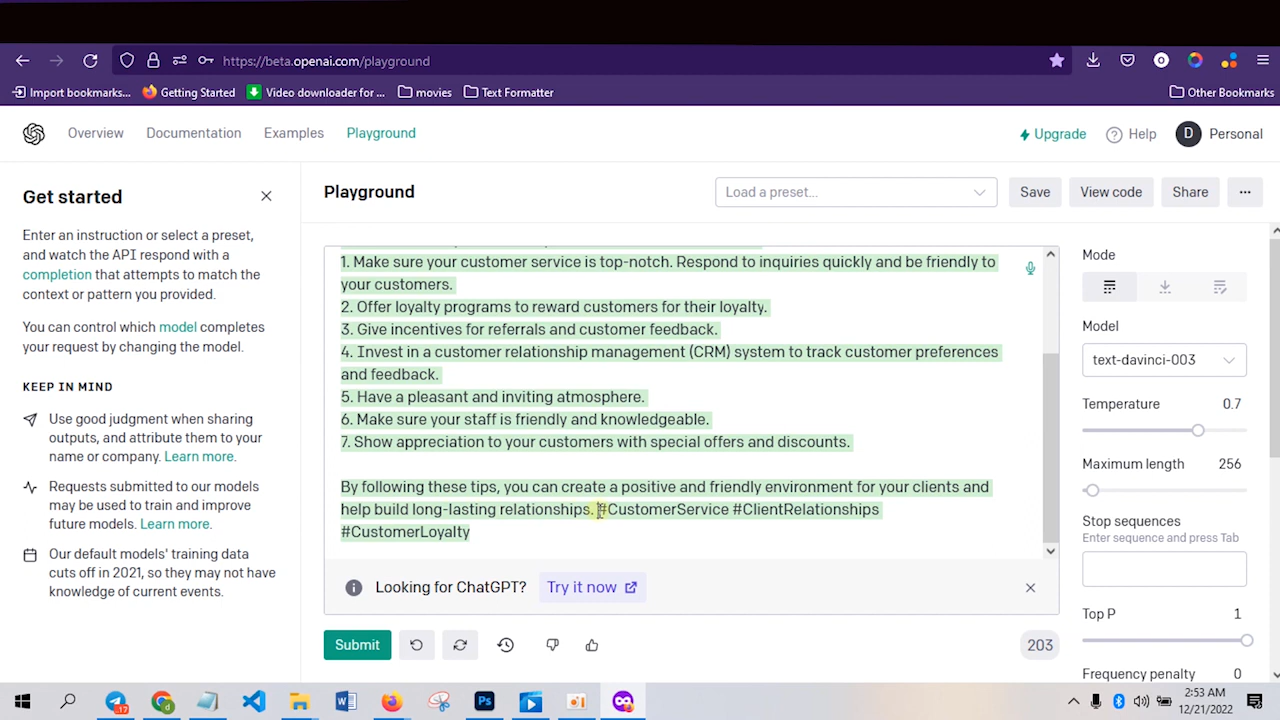 https://beta.openai.com/playground
Import bookmarks...
Getting Started
Video downloader for ...
movies
Text Formatter
Other Bookmarks
Overview
Documentation
Examples
Playground
Upgrade
Help
D
Personal
Get started
Enter an instruction or select a preset,
and watch the API respond with a
completion that attempts to match the
context or pattern you provided.
You can control which model completes
your request by changing the model.
KEEP IN MIND
Use good judgment when sharing
outputs, and attribute them to your
name or company. Learn more.
Requests submitted to our models
may be used to train and improve
future models. Learn more.
Our default models' training data
cuts off in 2021, so they may not have
knowledge of current events.
Playground
Load a preset...
Save
View code
Share
...
1. Make sure your customer service is top-notch. Respond to inquiries quickly and be friendly to
your customers.
2. Offer loyalty programs to reward customers for their loyalty.
3. Give incentives for referrals and customer feedback.
4. Invest in a customer relationship management (CRM) system to track customer preferences
and feedback.
5. Have a pleasant and inviting atmosphere.
6. Make sure your staff is friendly and knowledgeable.
7. Show appreciation to your customers with special offers and discounts.
By following these tips, you can create a positive and friendly environment for your clients and
help build long-lasting relationships. #CustomerService #ClientRelationships
#CustomerLoyalty
Looking for ChatGPT?
Try it now
Submit
203
Mode
Model
text-davinci-003
Temperature 0.7
Maximum length 256
Stop sequences
Enter sequence and press Tab
Top P 1
Frequency penalty 0
17
Ps
2:53 AM
12/21/2022